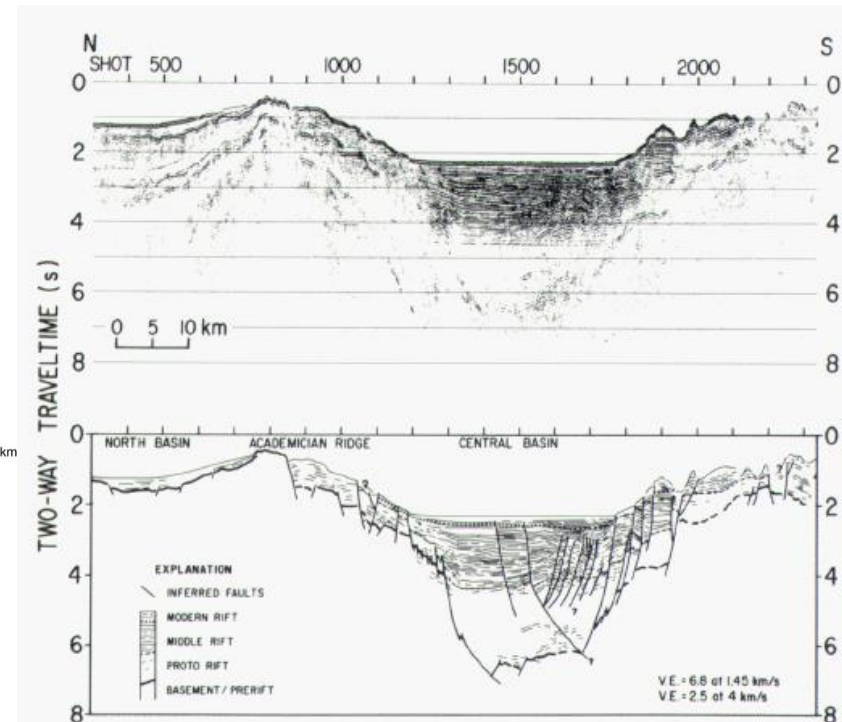 N S
SHOT 500 1000 1500 2000
0 0
2 2
4 4
6 6
0 5 10 km
8 8
TWO-WAY TRAVELTIME (s)
km
0 NORTH BASIN ACADEMICIAN RIDGE CENTRAL BASIN 0
? ?
2 2
4 4
EXPLANATION
INFERRED FAULTS
MODERN RIFT
?
MIDDLE RIFT
6 6
PROTO RIFT
BASEMENT/PRERIFT
V.E.=6.8 at 1.45 km/s
V.E.=2.5 at 4 km/s
8 8